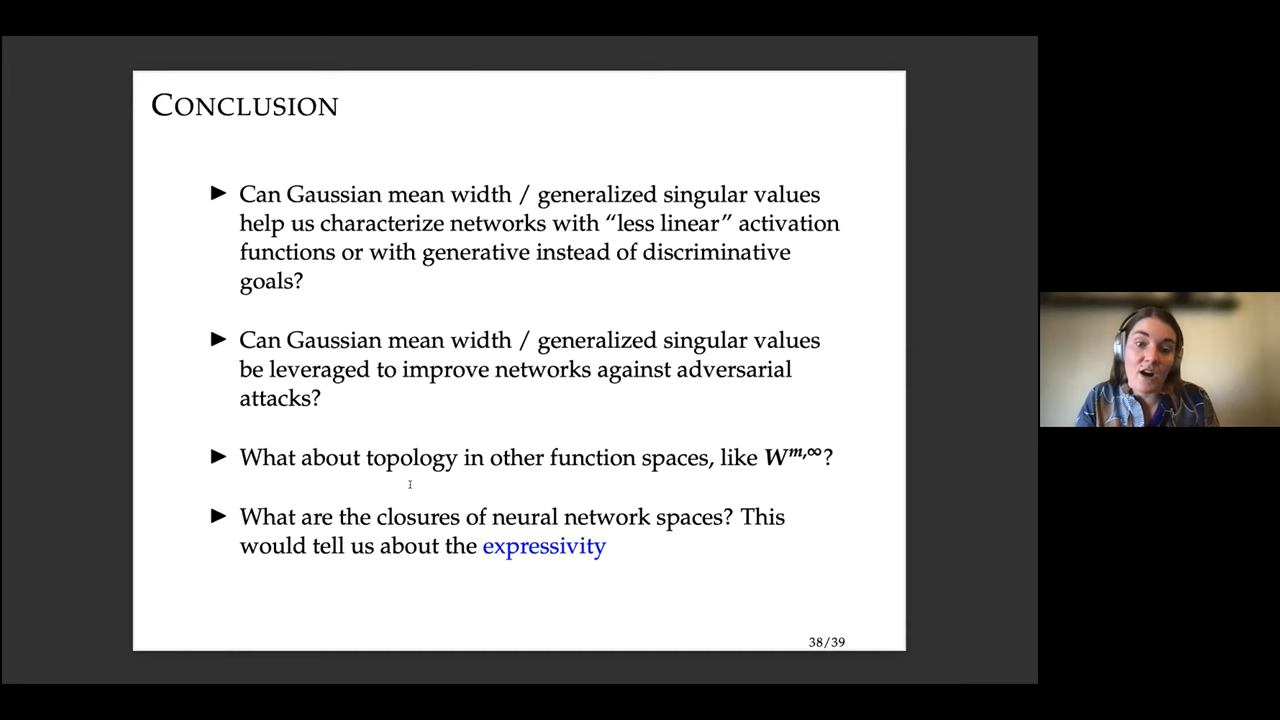 CONCLUSION
▶ Can Gaussian mean width / generalized singular values
help us characterize networks with “less linear” activation
functions or with generative instead of discriminative
goals?
▶ Can Gaussian mean width / generalized singular values
be leveraged to improve networks against adversarial
attacks?
▶ What about topology in other function spaces, like W^{m,∞}?
▶ What are the closures of neural network spaces? This
would tell us about the expressivity
38/39